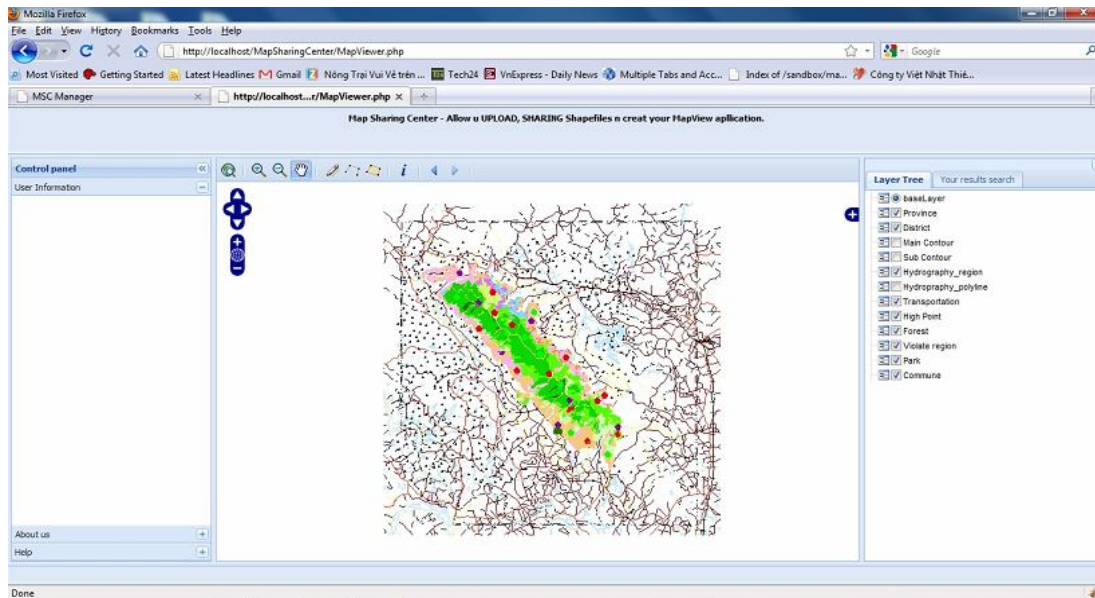 Mozilla Firefox
File Edit View History Bookmarks Tools Help
http://localhost/MapSharingCenter/MapViewer.php
Google
Most Visited Getting Started Latest Headlines Gmail Nông Trại Vui Vẻ trên ... Tech24 VnExpress - Daily News Multiple Tabs and Acc... Index of /sandbox/ma... Công ty Việt Nhật Thiê...
MSC Manager http://localhost...r/MapViewer.php
Map Sharing Center - Allow u UPLOAD, SHARING Shapefiles n creat your MapView apllication.
Control panel
User Information
Layer Tree Your results search
baseLayer
Province
District
Main Contour
Sub Contour
Hydrography_region
Hydropraphy_polyline
Transportation
High Point
Forest
Violate region
Park
Commune
About us
Help
Done